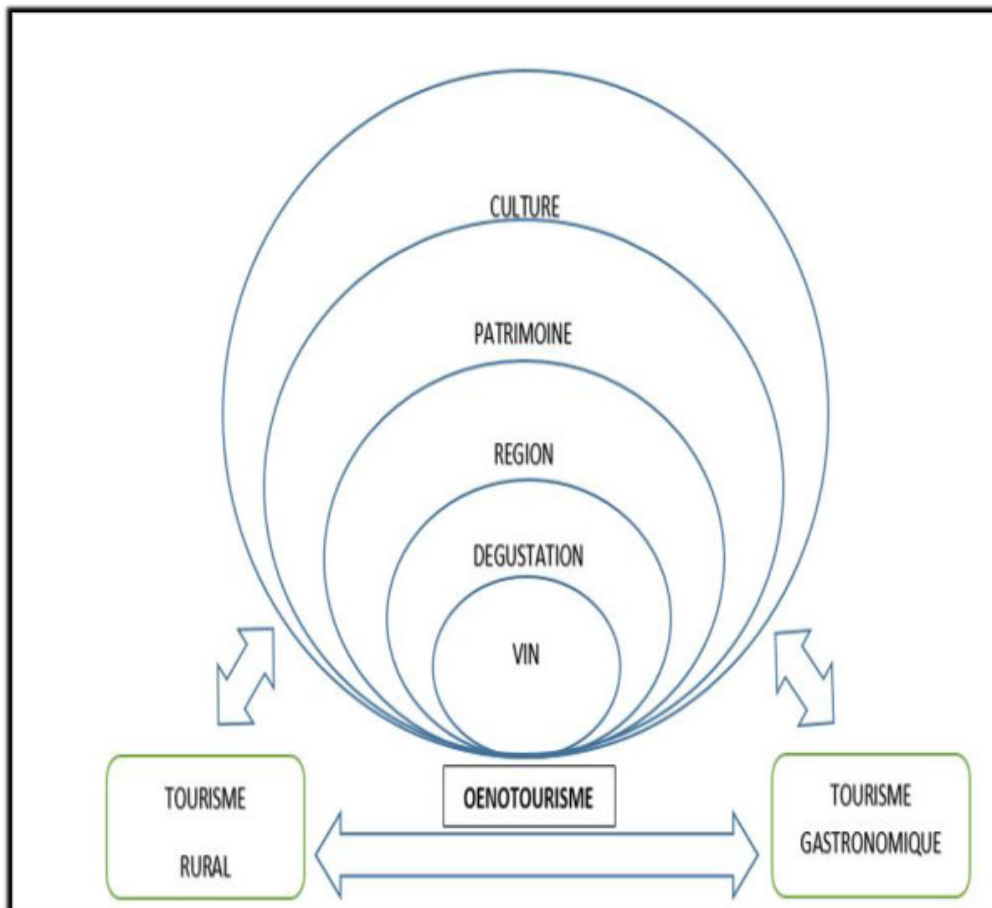 CULTURE
PATRIMOINE
REGION
DEGUSTATION
VIN
OENOTOURISME
TOURISME
RURAL
TOURISME
GASTRONOMIQUE